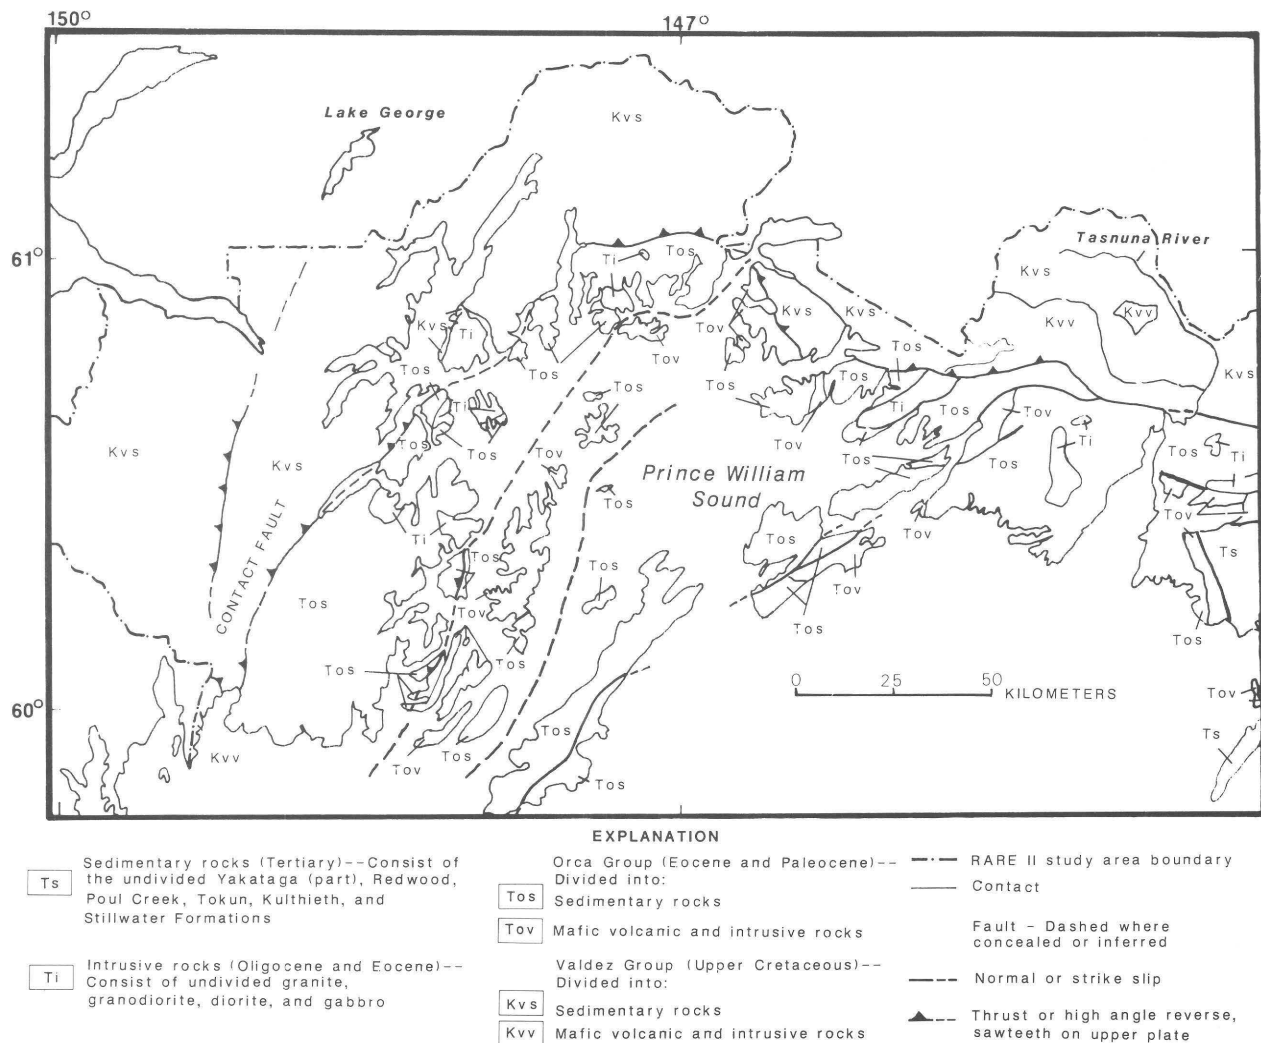 150° 147°
Lake George
Kvs
61°
Tasnuna River
Tos
Ti
Kvs
Kvv
Kvv
Tov
Kvs
Kvs
Kvs
Ti
Tos
Tov
Tos
Tos
Tos
Tos
Tos
Kvs
Ti
Ti
Tos
Tov
Tov
Ti
Kvs
Kvs
Tos
Tos
Tov
Prince William
Sound
Tos
Tos
Tos
Ti
Tos
Tov
Tov
CONTACT FAULT
Ti
Tos
Tos
Ts
Tos
Tos
Tov
Tov
Tos
Tos
Tos
Tos
0 25 50
KILOMETERS
60°
Tov
Kvv
Tos
Ts
Tov
Tos
Tos
EXPLANATION
Ts
Sedimentary rocks (Tertiary)--Consist of
the undivided Yakataga (part), Redwood,
Poul Creek, Tokun, Kulthieth, and
Stillwater Formations
Ti
Intrusive rocks (Oligocene and Eocene)--
Consist of undivided granite,
granodiorite, diorite, and gabbro
Orca Group (Eocene and Paleocene)--
Divided into:
Tos Sedimentary rocks
Tov Mafic volcanic and intrusive rocks
Valdez Group (Upper Cretaceous)--
Divided into:
Kvs Sedimentary rocks
Kvv Mafic volcanic and intrusive rocks
RARE II study area boundary
Contact
Fault - Dashed where
concealed or inferred
Normal or strike slip
Thrust or high angle reverse,
sawteeth on upper plate